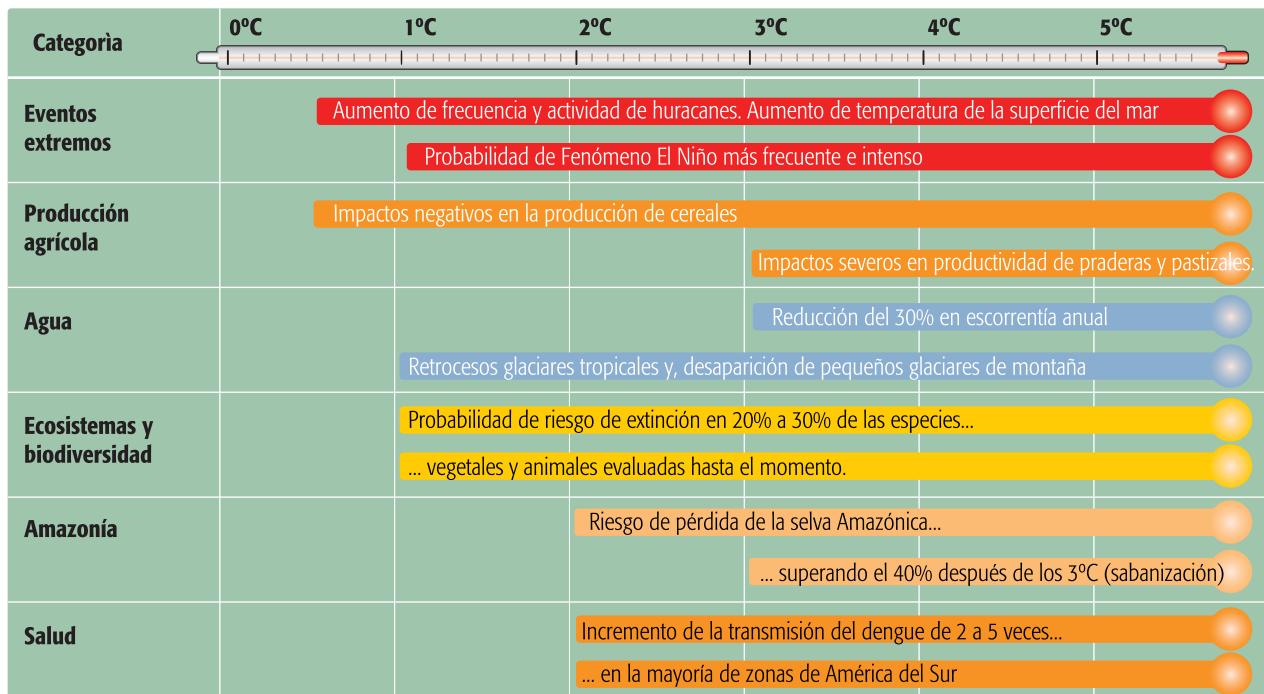 Categorìa
0ºC 1ºC 2ºC 3ºC 4ºC 5ºC
Eventos
extremos
Aumento de frecuencia y actividad de huracanes. Aumento de temperatura de la superficie del mar
Probabilidad de Fenómeno El Niño más frecuente e intenso
Producción
agrícola
Impactos negativos en la producción de cereales
Impactos severos en productividad de praderas y pastizales.
Agua
Reducción del 30% en escorrentía anual
Retrocesos glaciares tropicales y, desaparición de pequeños glaciares de montaña
Ecosistemas y
biodiversidad
Probabilidad de riesgo de extinción en 20% a 30% de las especies...
... vegetales y animales evaluadas hasta el momento.
Amazonía
Riesgo de pérdida de la selva Amazónica...
... superando el 40% después de los 3ºC (sabanización)
Salud
Incremento de la transmisión del dengue de 2 a 5 veces...
... en la mayoría de zonas de América del Sur